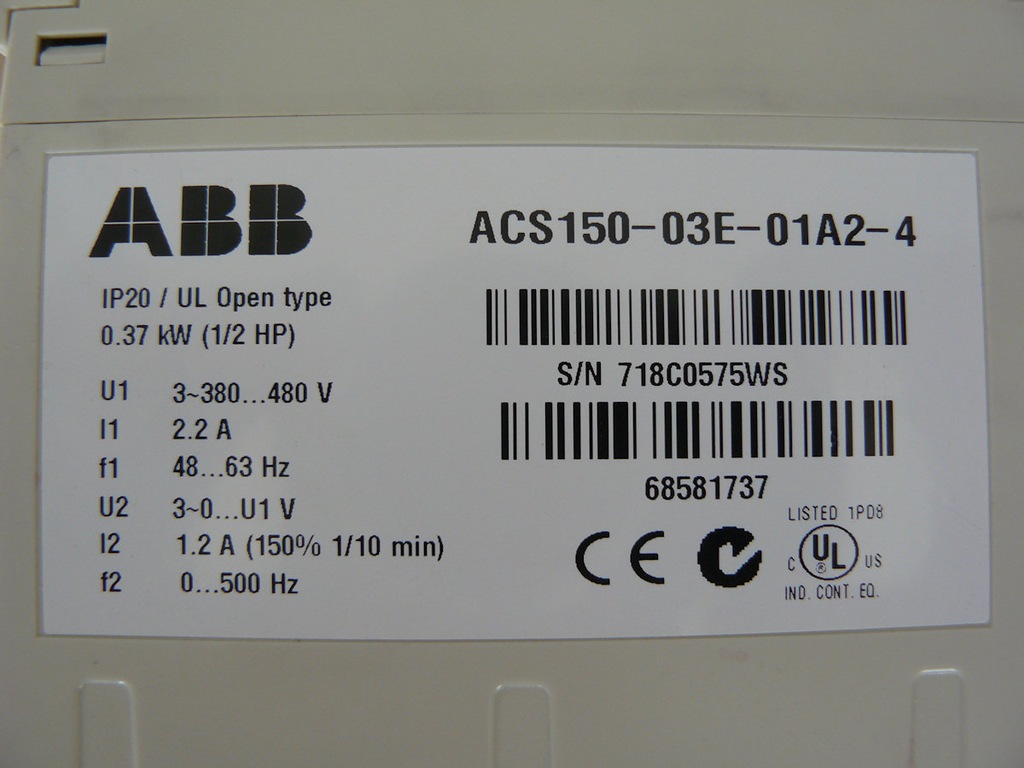 ABB
ACS150-03E-01A2-4
IP20 / UL Open type
0.37 kW (1/2 HP)
U1 3~380...480 V
I1 2.2 A
f1 48...63 Hz
U2 3~0...U1 V
I2 1.2 A (150% 1/10 min)
f2 0...500 Hz
S/N 718C0575WS
68581737
CE
LISTED 1PD8
C UL ® US
IND. CONT. EQ.